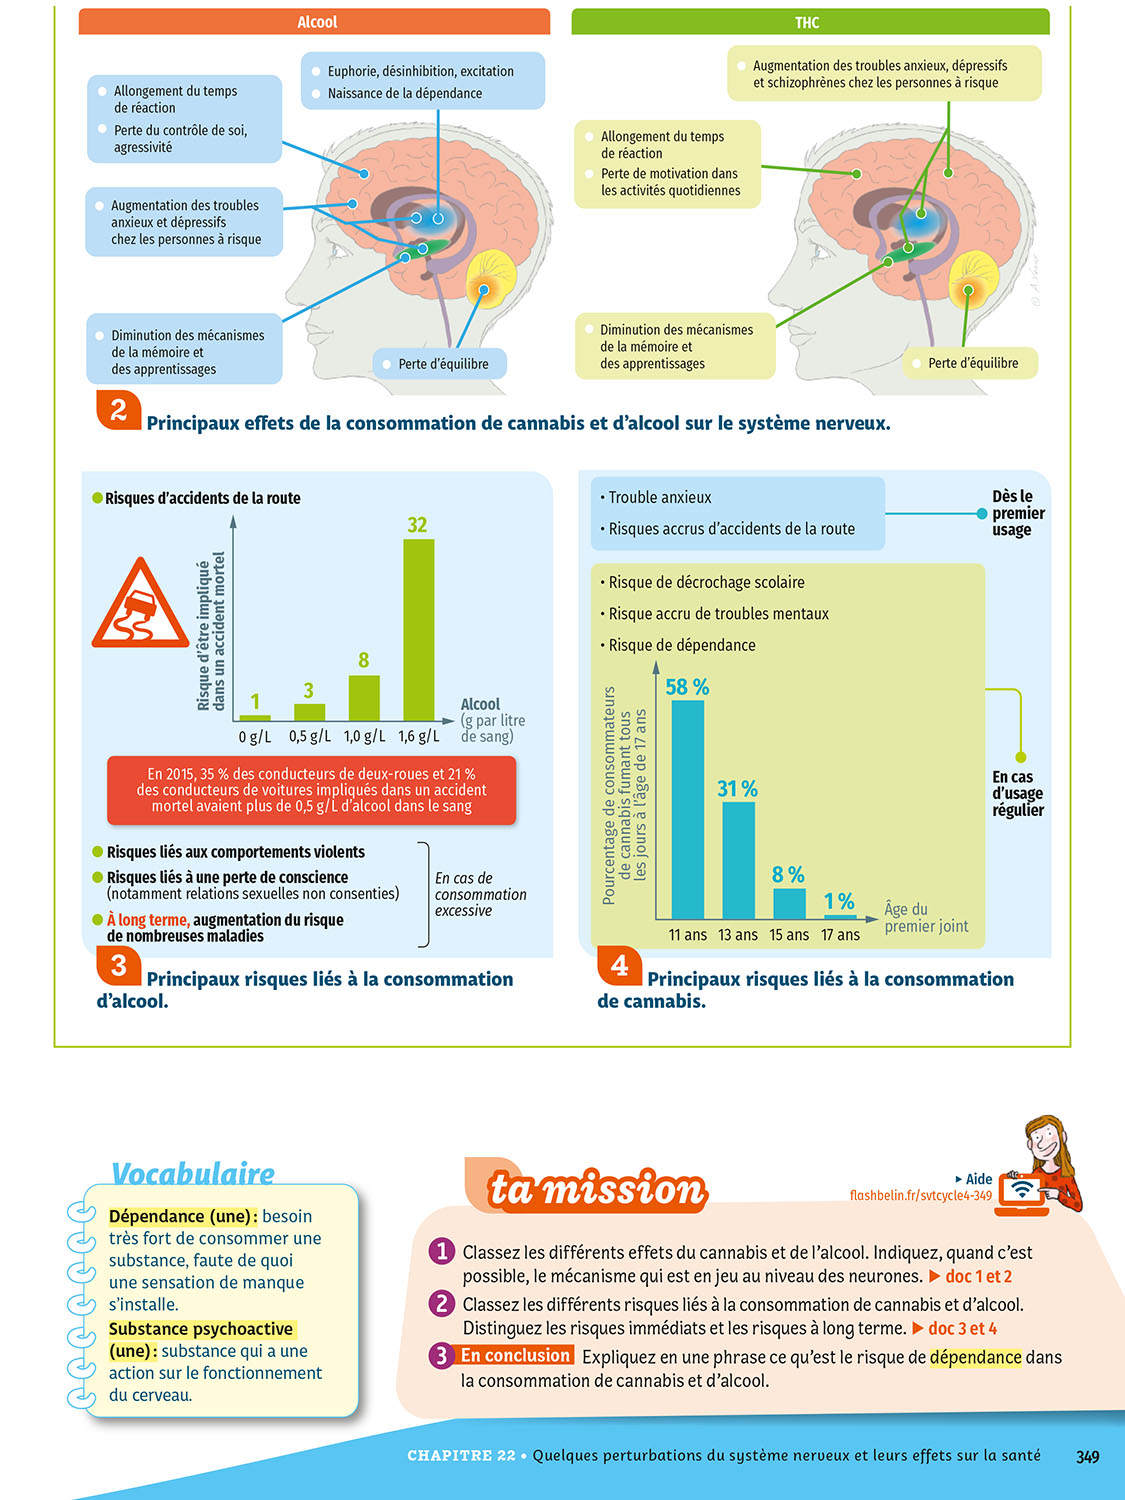 Alcool
THC
Euphorie, désinhibition, excitation
Naissance de la dépendance
Allongement du temps
de réaction
Perte du contrôle de soi,
agressivité
Augmentation des troubles
anxieux et dépressifs
chez les personnes à risque
Diminution des mécanismes
de la mémoire et
des apprentissages
Perte d'équilibre
Augmentation des troubles anxieux, dépressifs
et schizophrènes chez les personnes à risque
Allongement du temps
de réaction
Perte de motivation dans
les activités quotidiennes
Diminution des mécanismes
de la mémoire et
des apprentissages
Perte d'équilibre
2 Principaux effets de la consommation de cannabis et d'alcool sur le système nerveux.
Risques d'accidents de la route
Risque d'être impliqué
dans un accident mortel
1
3
8
32
0 g/L 0,5 g/L 1,0 g/L 1,6 g/L
Alcool
(g par litre
de sang)
En 2015, 35 % des conducteurs de deux-roues et 21 %
des conducteurs de voitures impliqués dans un accident
mortel avaient plus de 0,5 g/L d'alcool dans le sang
Risques liés aux comportements violents
Risques liés à une perte de conscience
(notamment relations sexuelles non consenties)
À long terme, augmentation du risque
de nombreuses maladies
En cas de
consommation
excessive
3 Principaux risques liés à la consommation
d'alcool.
• Trouble anxieux
• Risques accrus d'accidents de la route
Dès le
premier
usage
• Risque de décrochage scolaire
• Risque accru de troubles mentaux
• Risque de dépendance
Pourcentage de consommateurs
de cannabis fumant tous
les jours à l'âge de 17 ans
58 %
31 %
8 %
1 %
11 ans 13 ans 15 ans 17 ans
Âge du
premier joint
En cas
d'usage
régulier
4 Principaux risques liés à la consommation
de cannabis.
Vocabulaire
Dépendance (une) : besoin
très fort de consommer une
substance, faute de quoi
une sensation de manque
s'installe.
Substance psychoactive
(une) : substance qui a une
action sur le fonctionnement
du cerveau.
ta mission
▶ Aide
flashbelin.fr/svtcycle4-349
1 Classez les différents effets du cannabis et de l'alcool. Indiquez, quand c'est
possible, le mécanisme qui est en jeu au niveau des neurones. ▶ doc 1 et 2
2 Classez les différents risques liés à la consommation de cannabis et d'alcool.
Distinguez les risques immédiats et les risques à long terme. ▶ doc 3 et 4
3 En conclusion Expliquez en une phrase ce qu'est le risque de dépendance dans
la consommation de cannabis et d'alcool.
CHAPITRE 22 • Quelques perturbations du système nerveux et leurs effets sur la santé 349